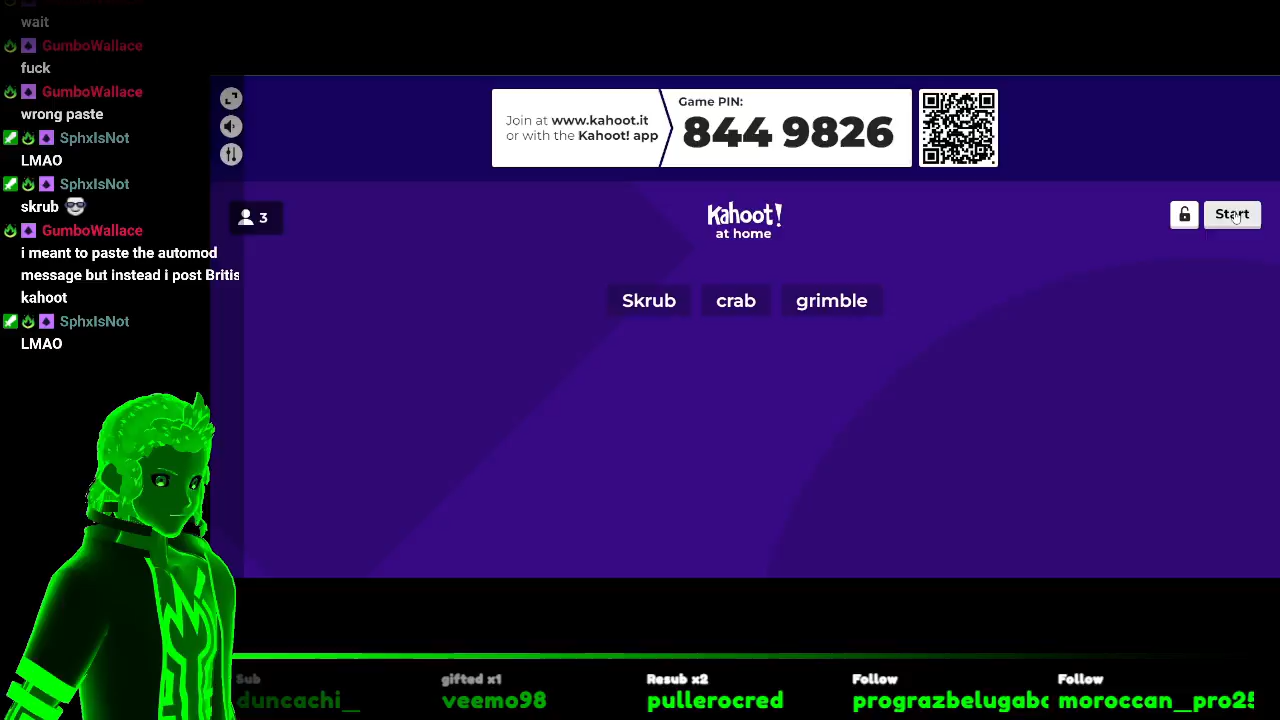 wait
GumboWallace
fuck
GumboWallace
wrong paste
SphxIsNot
LMAO
SphxIsNot
skrub
GumboWallace
i meant to paste the automod
message but instead i post Britis
kahoot
SphxIsNot
LMAO
Join at www.kahoot.it
or with the Kahoot! app
Game PIN:
844 9826
3
Kahoot!
at home
Start
Skrub crab grimble
Sub
duncachi__
gifted x1
veemo98
Resub x2
pullerocred
Follow
prograzbelugabc
Follow